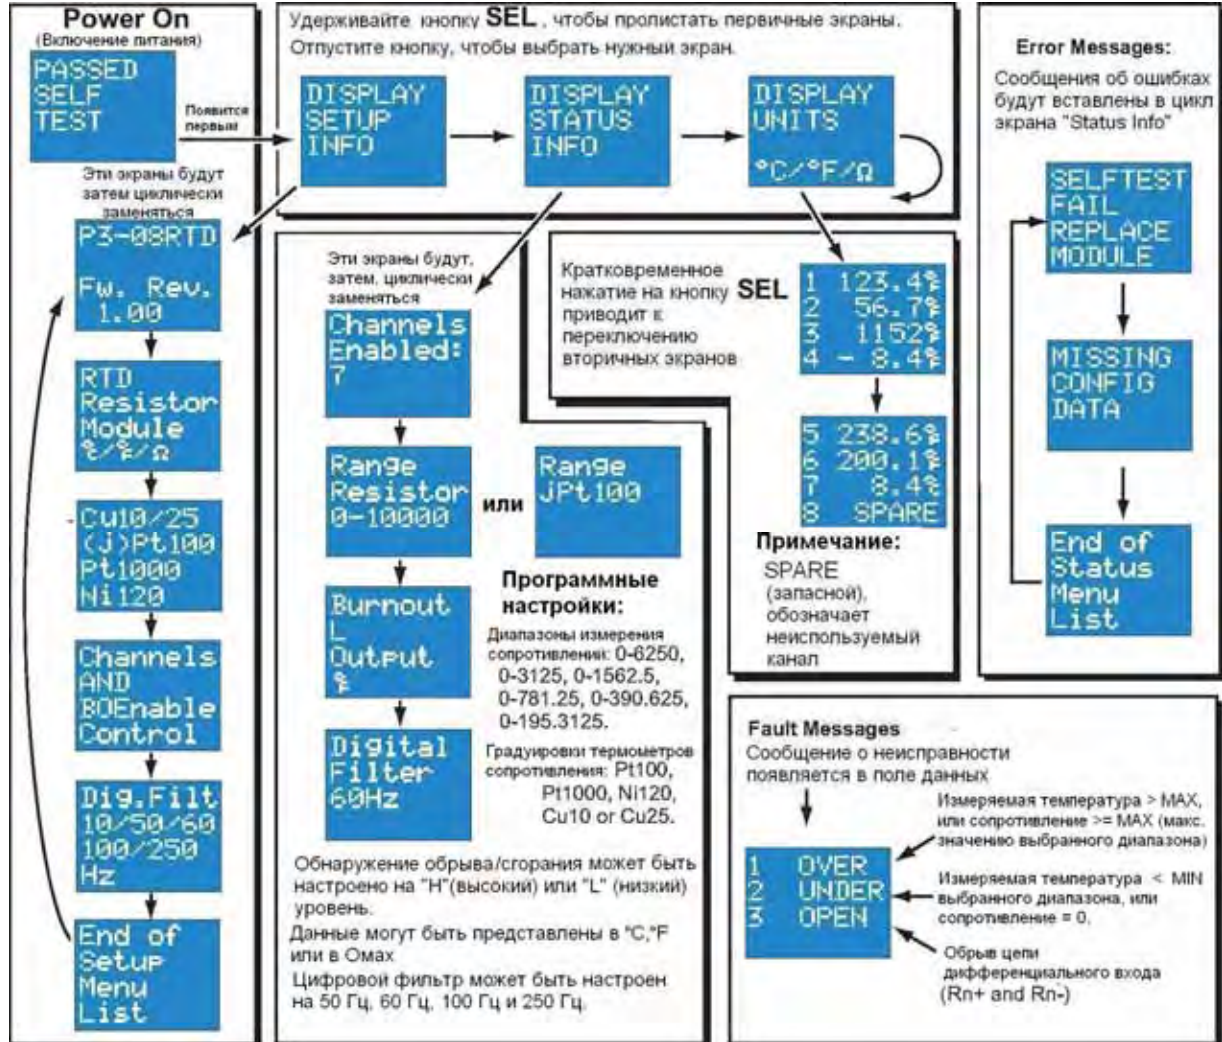 Power On
(Включение питания)
PASSED
SELF
TEST
Появится
первым
Эти экраны будут
затем циклически
заменяться
P3-08RTD
Fw. Rev.
1.00
RTD
Resistor
Module
°C/°F/Ω
Cu10/25
(j)Pt100
Pt1000
Ni120
Channels
AND
BOEnable
Control
Dig.Filt
10/50/60
100/250
Hz
End of
Setup
Menu
List
Удерживайте кнопку SEL , чтобы пролистать первичные экраны.
Отпустите кнопку, чтобы выбрать нужный экран.
DISPLAY
SETUP
INFO
DISPLAY
STATUS
INFO
DISPLAY
UNITS
°C/°F/Ω
Эти экраны будут,
затем, циклически
заменяться
Channels
Enabled:
7
Range
Resistor
0-10000
или
Range
JPt100
Burnout
L
Output
°F
Digital
Filter
60Hz
Программные
настройки:
Диапазоны измерения
сопротивлений: 0-6250,
0-3125, 0-1562.5,
0-781.25, 0-390.625,
0-195.3125.
Градуировки термометров
сопротивления: Pt100,
Pt1000, Ni120,
Cu10 or Cu25.
Обнаружение обрыва/сгорания может быть
настроено на "H"(высокий) или "L" (низкий)
уровень.
Данные могут быть представлены в °C,°F
или в Омах
Цифровой фильтр может быть настроен
на 50 Гц, 60 Гц, 100 Гц и 250 Гц.
Кратковременное
нажатие на кнопку SEL
приводит к
переключению
вторичных экранов
1 123.4°F
2 56.7°F
3 1152°F
4 - 8.4°F
5 238.6°F
6 200.1°F
7 8.4°F
8 SPARE
Примечание:
SPARE
(запасной),
обозначает
неиспользуемый
канал
Error Messages:
Сообщения об ошибках
будут вставлены в цикл
экрана "Status Info"
SELFTEST
FAIL
REPLACE
MODULE
MISSING
CONFIG
DATA
End of
Status
Menu
List
Fault Messages
Сообщение о неисправности
появляется в поле данных
1 OVER
2 UNDER
3 OPEN
Измеряемая температура > MAX,
или сопротивление >= MAX (макс.
значению выбранного диапазона)
Измеряемая температура < MIN
выбранного диапазона, или
сопротивление = 0.
Обрыв цепи
дифференциального входа
(Rn+ and Rn-)